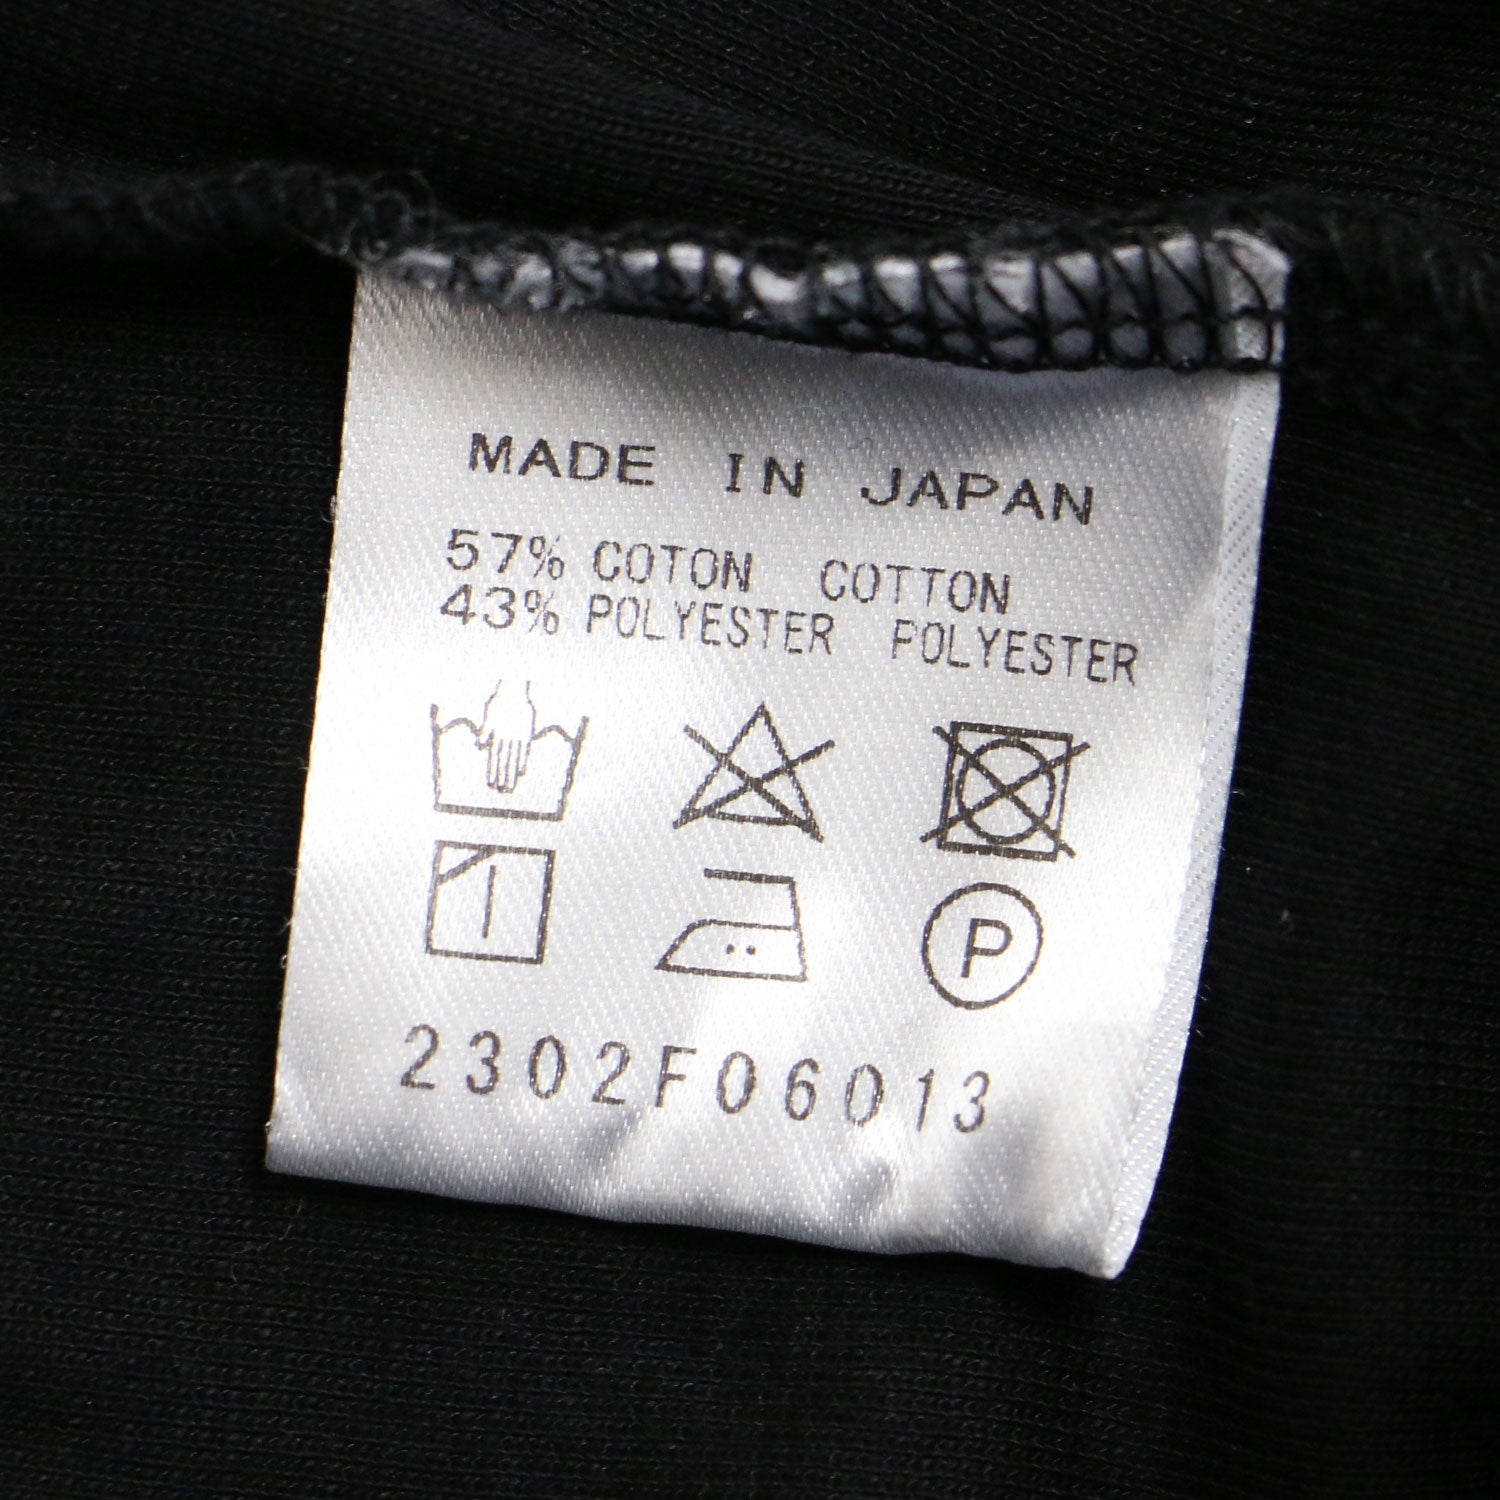 MADE IN JAPAN
57% COTON COTTON
43% POLYESTER POLYESTER
P
2302F06013